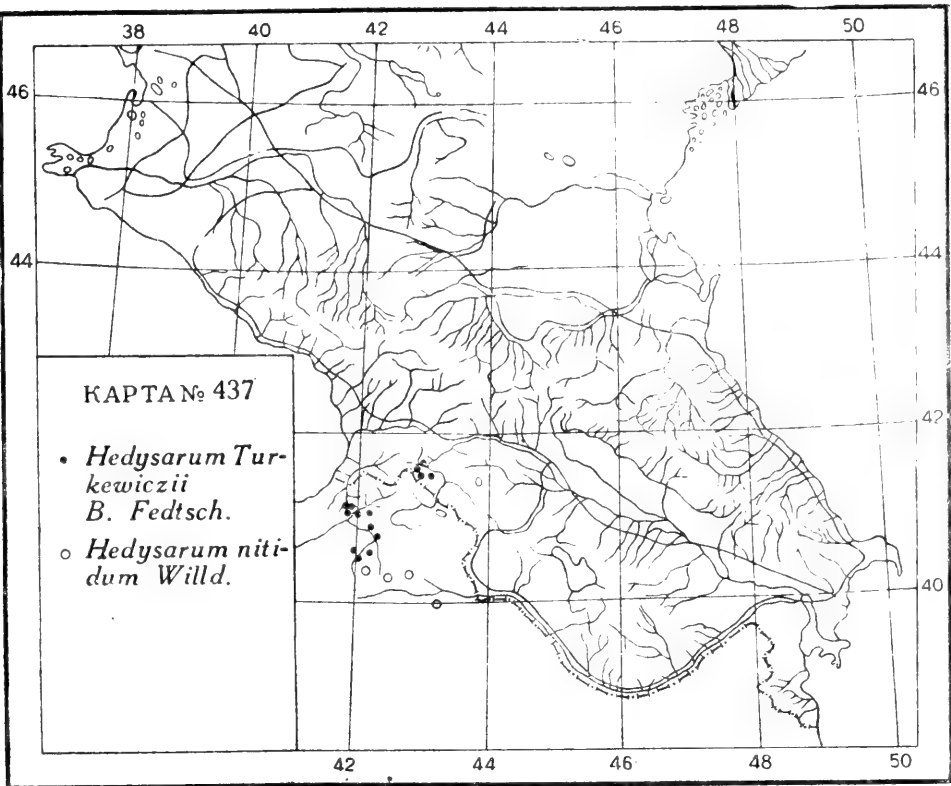 38 40 42 44 46 48 50
46 46
44 44
КАРТА № 437
42
• Hedysarum Tur-
kewiczii
B. Fedtsch.
○ Hedysarum niti-
dum Willd.
40
42 44 46 48 50